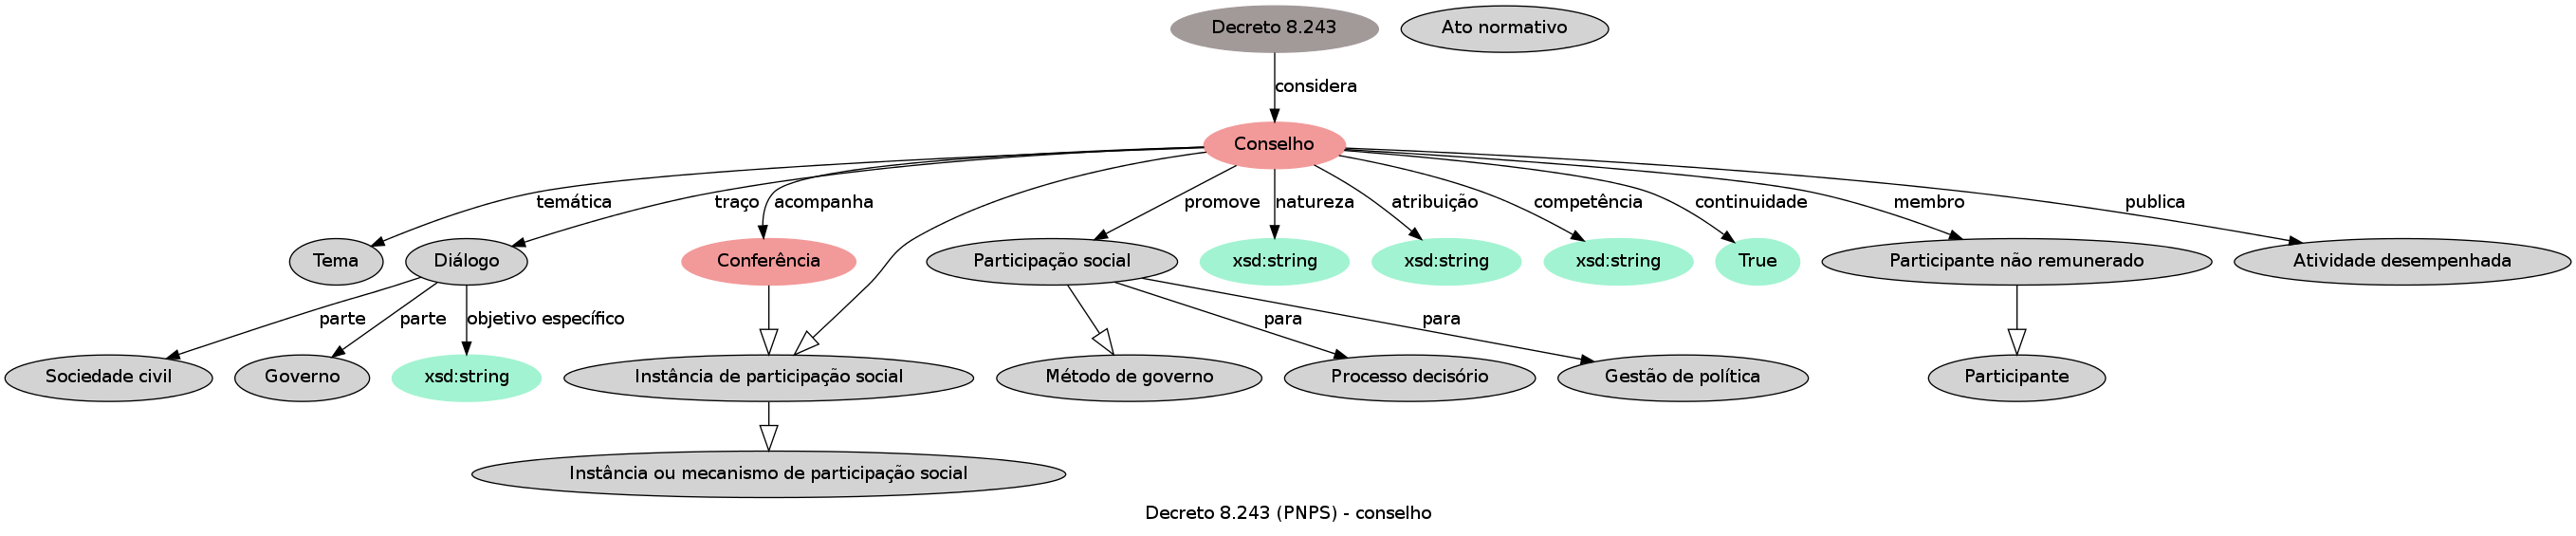 Decreto 8.243
Ato normativo
considera
Conselho
temática
traço
acompanha
promove
natureza
atribuição
competência
continuidade
membro
publica
Tema
Diálogo
Conferência
Participação social
xsd:string
xsd:string
xsd:string
True
Participante não remunerado
Atividade desempenhada
parte
parte
objetivo específico
para
para
Sociedade civil
Governo
xsd:string
Instância de participação social
Método de governo
Processo decisório
Gestão de política
Participante
Instância ou mecanismo de participação social
Decreto 8.243 (PNPS) - conselho